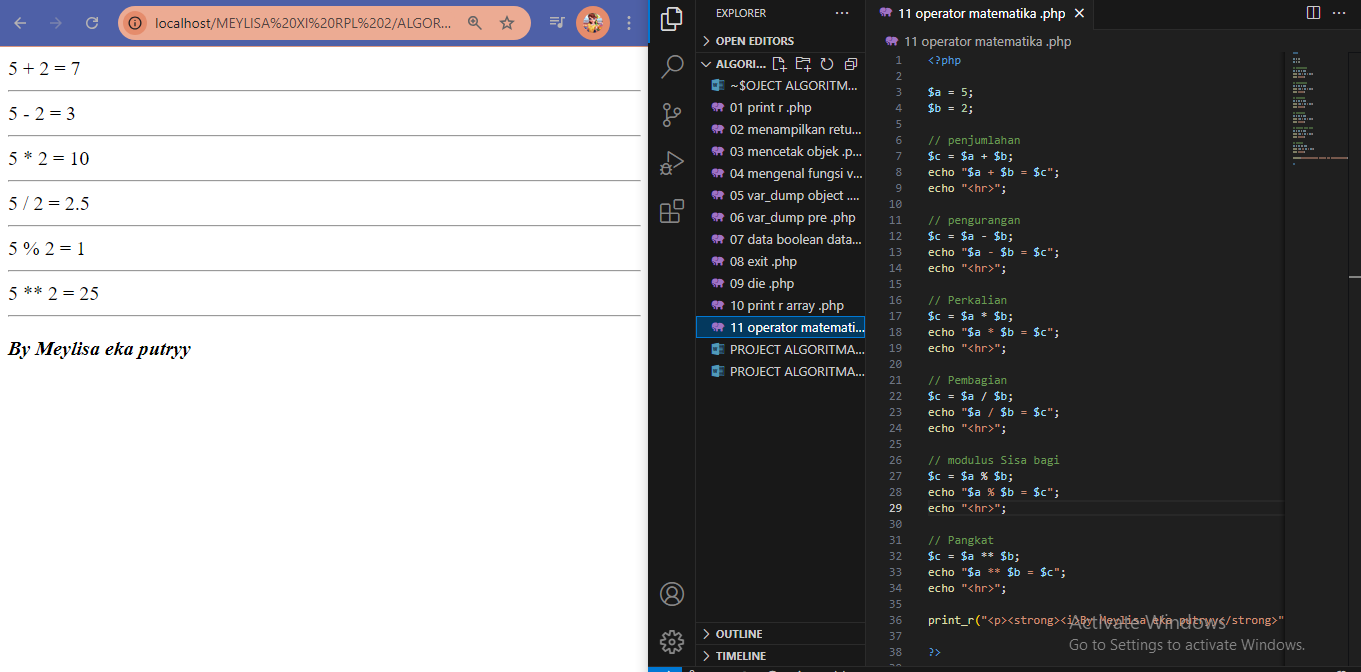 localhost/MEYLISA%20XI%20RPL%202/ALGOR...
5 + 2 = 7
5 - 2 = 3
5 * 2 = 10
5 / 2 = 2.5
5 % 2 = 1
5 ** 2 = 25
By Meylisa eka putryy
EXPLORER
OPEN EDITORS
ALGORI...
~$OJECT ALGORITM...
01 print r .php
02 menampilkan retu...
03 mencetak objek .p...
04 mengenal fungsi v...
05 var_dump object ....
06 var_dump pre .php
07 data boolean data...
08 exit .php
09 die .php
10 print r array .php
11 operator matemati...
PROJECT ALGORITMA...
PROJECT ALGORITMA...
OUTLINE
TIMELINE
11 operator matematika .php
11 operator matematika .php
1 <?php
2
3 $a = 5;
4 $b = 2;
5
6 // penjumlahan
7 $c = $a + $b;
8 echo "$a + $b = $c";
9 echo "<hr>";
10
11 // pengurangan
12 $c = $a - $b;
13 echo "$a - $b = $c";
14 echo "<hr>";
15
16 // Perkalian
17 $c = $a * $b;
18 echo "$a * $b = $c";
19 echo "<hr>";
20
21 // Pembagian
22 $c = $a / $b;
23 echo "$a / $b = $c";
24 echo "<hr>";
25
26 // modulus Sisa bagi
27 $c = $a % $b;
28 echo "$a % $b = $c";
29 echo "<hr>";
30
31 // Pangkat
32 $c = $a ** $b;
33 echo "$a ** $b = $c";
34 echo "<hr>";
35
36 print_r("<p><strong><i>By Meylisa eka putryy</strong>"
37
38 ?>
Activate Windows
Go to Settings to activate Windows.